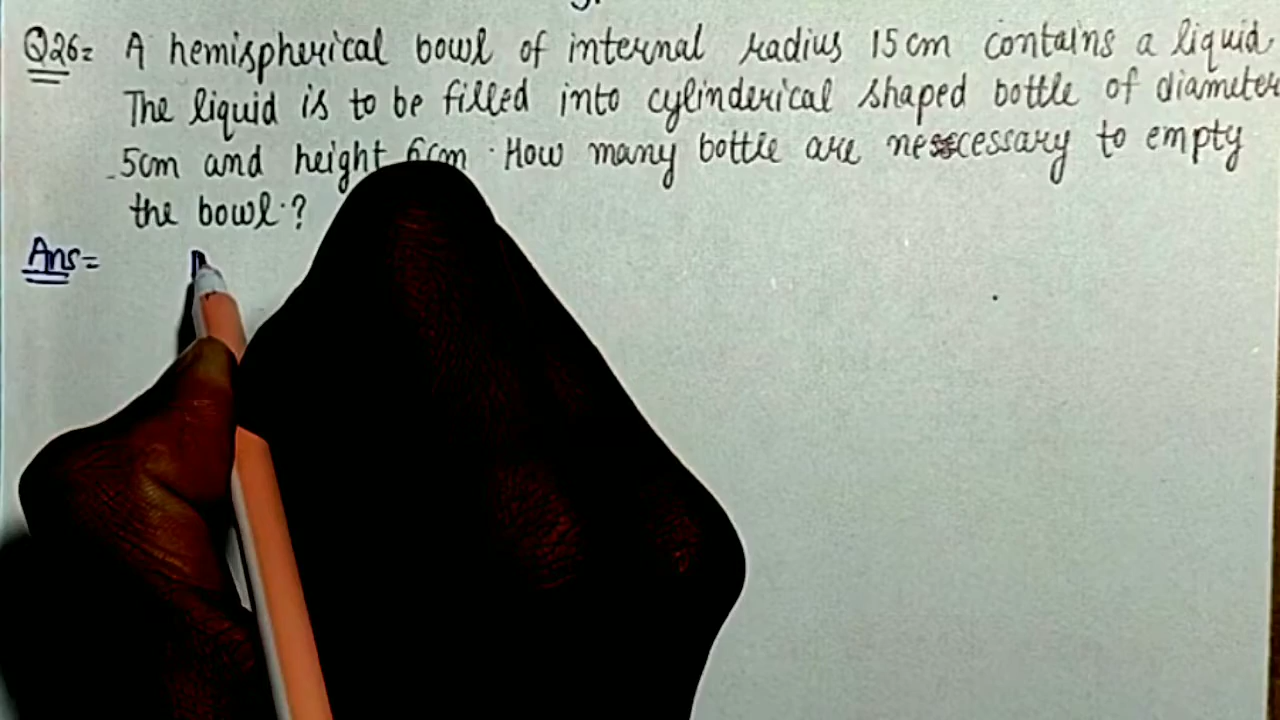 Q26= A hemispherical bowl of internal radius 15cm contains a liquid.
The liquid is to be filled into cylinderical shaped bottle of diameter
5cm and height 6cm. How many bottle are nesscessary to empty
the bowl.?
Ans=